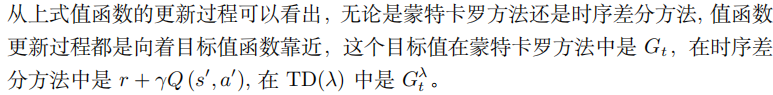 从上式值函数的更新过程可以看出，无论是蒙特卡罗方法还是时序差分方法, 值函数
更新过程都是向着目标值函数靠近，这个目标值在蒙特卡罗方法中是 $G_t$，在时序差
分方法中是 $r + \gamma Q\,(s', a')$, 在 TD($\lambda$) 中是 $G_t^{\lambda}$。